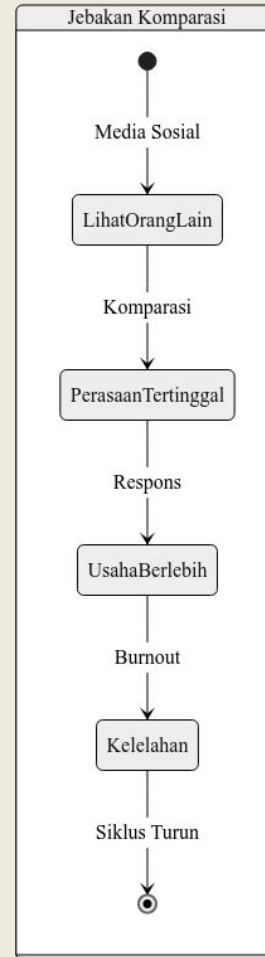 Jebakan Komparasi
Media Sosial
LihatOrangLain
Komparasi
PerasaanTertinggal
Respons
UsahaBerlebih
Burnout
Kelelahan
Siklus Turun